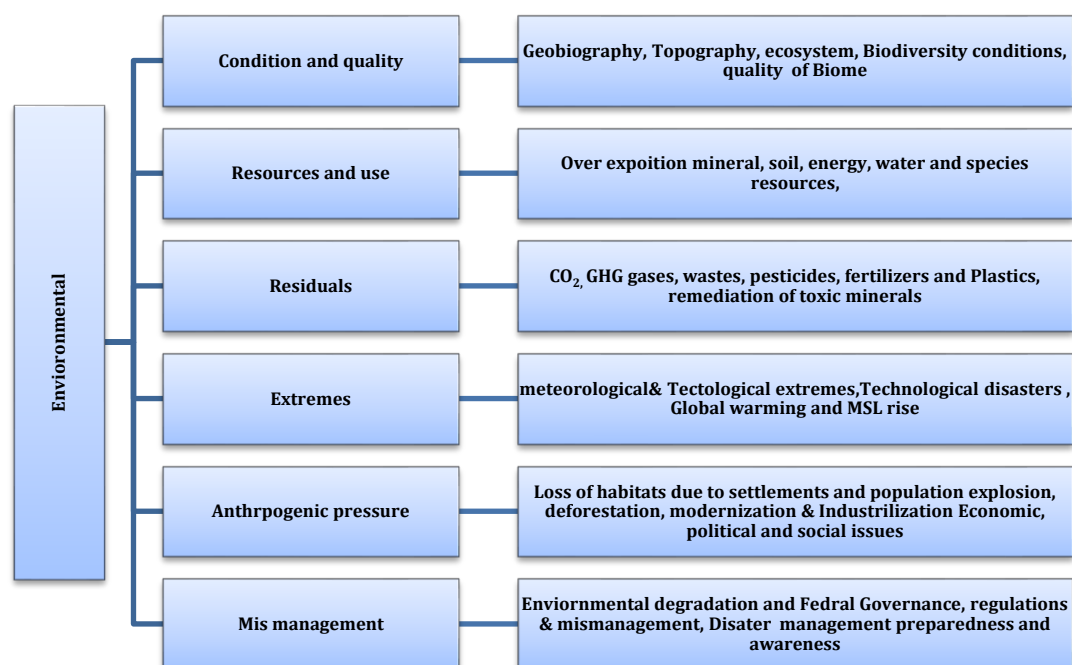 Envioronmental
Condition and quality
Geobiography, Topography, ecosystem, Biodiversity conditions,
quality of Biome
Resources and use
Over expoition mineral, soil, energy, water and species
resources,
Residuals
CO₂, GHG gases, wastes, pesticides, fertilizers and Plastics,
remediation of toxic minerals
Extremes
meteorological& Tectological extremes,Technological disasters ,
Global warming and MSL rise
Anthrpogenic pressure
Loss of habitats due to settlements and population explosion,
deforestation, modernization & Industrilization Economic,
political and social issues
Mis management
Enviornmental degradation and Fedral Governance, regulations
& mismanagement, Disater management preparedness and
awareness